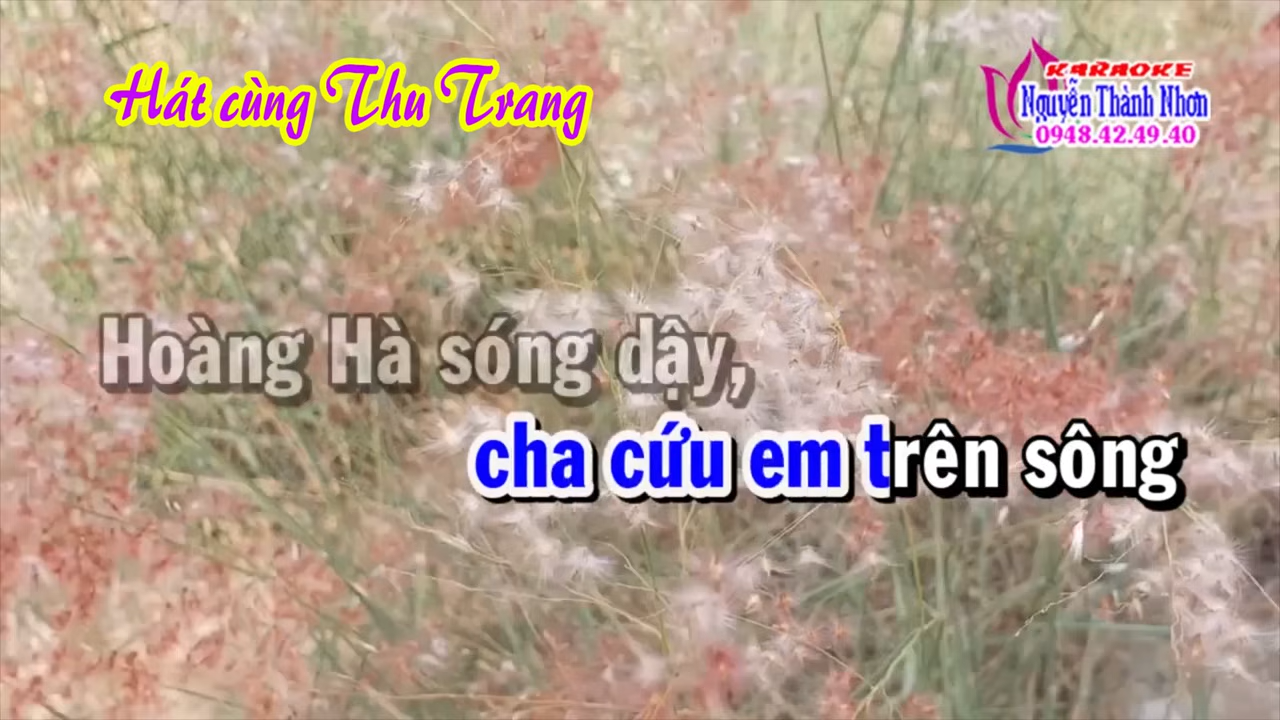 Hát cùng Thu Trang
KARAOKE
Nguyễn Thành Nhơn
0948.42.49.40
Hoàng Hà sóng dậy,
cha cứu em trên sông